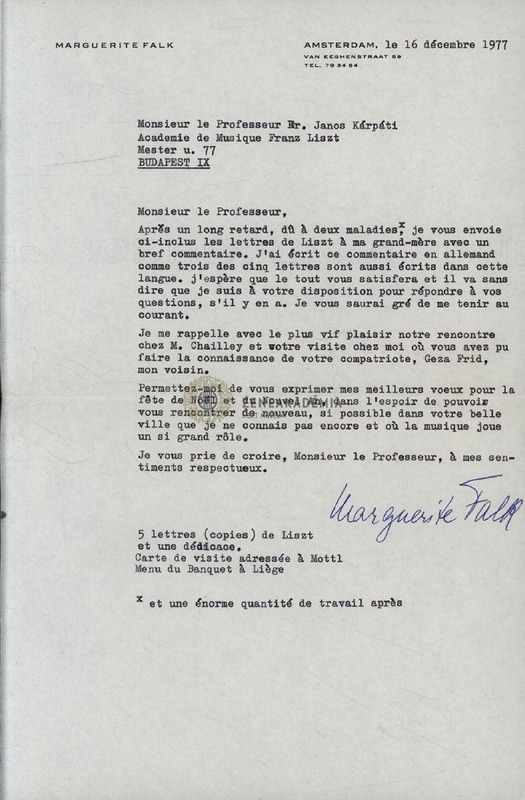 MARGUERITE FALK
AMSTERDAM, le 16 décembre 1977
VAN EEGHENSTRAAT 89
TEL. 79 34 84
Monsieur le Professeur Dr. Janos Kárpáti
Academie de Musique Franz Liszt
Mester u. 77
BUDAPEST IX
Monsieur le Professeur,
Après un long retard, dû à deux maladies,x je vous envoie
ci-inclus les lettres de Liszt à ma grand-mère avec un
bref commentaire. J'ai écrit ce commentaire en allemand
comme trois des cinq lettres sont aussi écrits dans cette
langue. j'espère que le tout vous satisfera et il va sans
dire que je suis à votre disposition pour répondre à vos
questions, s'il y en a. Je vous saurai gré de me tenir au
courant.
Je me rappelle avec le plus vif plaisir notre rencontre
chez M. Chailley et votre visite chez moi où vous avez pu
faire la connaissance de votre compatriote, Geza Frid,
mon voisin.
Permettez-moi de vous exprimer mes meilleurs voeux pour la
fête de Noël et du Nouvel An, dans l'espoir de pouvoir
vous rencontrer de nouveau, si possible dans votre belle
ville que je ne connais pas encore et où la musique joue
un si grand rôle.
Je vous prie de croire, Monsieur le Professeur, à mes sen-
timents respectueux.
Marguerite Falk
5 lettres (copies) de Liszt
et une dédicace.
Carte de visite adressée à Mottl
Menu du Banquet à Liège
x et une énorme quantité de travail après
ZENEAKADÉMIA